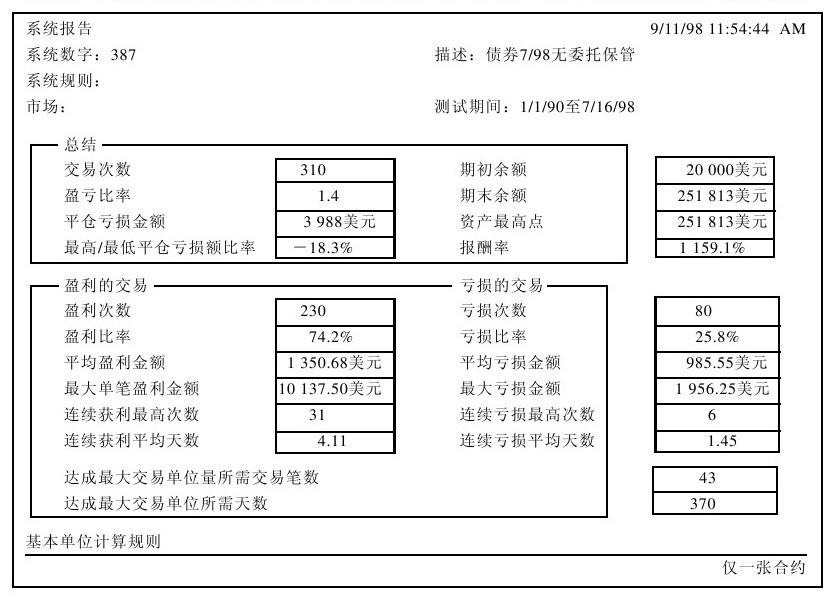 系统报告 9/11/98 11:54:44 AM
系统数字：387 描述：债券7/98无委托保管
系统规则：
市场： 测试期间：1/1/90至7/16/98
总结
交易次数 310 期初余额 20 000美元
盈亏比率 1.4 期末余额 251 813美元
平仓亏损金额 3 988美元 资产最高点 251 813美元
最高/最低平仓亏损额比率 －18.3% 报酬率 1 159.1%
盈利的交易 亏损的交易
盈利次数 230 亏损次数 80
盈利比率 74.2% 亏损比率 25.8%
平均盈利金额 1 350.68美元 平均亏损金额 985.55美元
最大单笔盈利金额 10 137.50美元 最大亏损金额 1 956.25美元
连续获利最高次数 31 连续亏损最高次数 6
连续获利平均天数 4.11 连续亏损平均天数 1.45
达成最大交易单位量所需交易笔数 43
达成最大交易单位所需天数 370
基本单位计算规则
仅一张合约